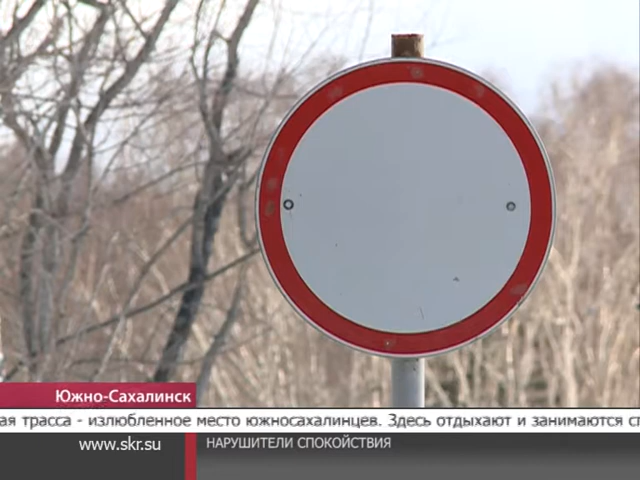 Южно-Сахалинск
ая трасса - излюбленное место южносахалинцев. Здесь отдыхают и занимаются сп
www.skr.su
НАРУШИТЕЛИ СПОКОЙСТВИЯ